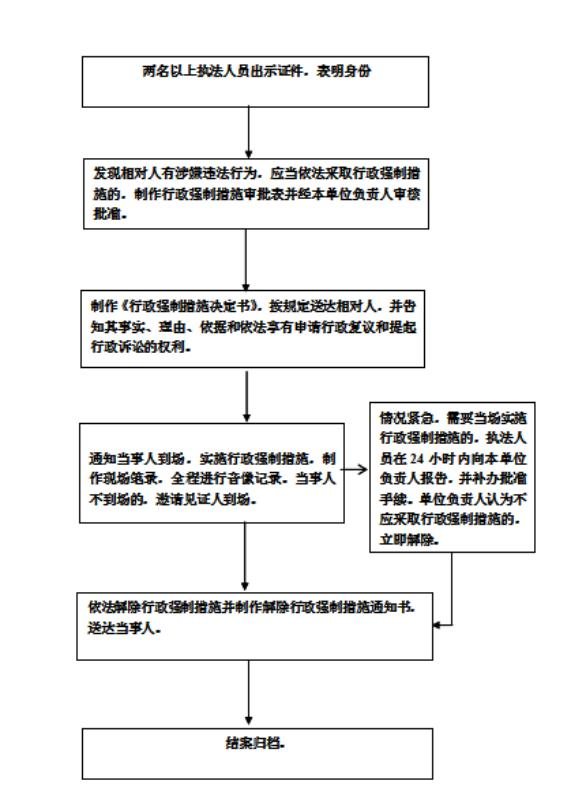 两名以上执法人员出示证件，表明身份
发现相对人有涉嫌违法行为，应当依法采取行政强制措
施的，制作行政强制措施审批表并经本单位负责人审核
批准。
制作《行政强制措施决定书》，按规定送达相对人，并告
知其事实、理由、依据和依法享有申请行政复议和提起
行政诉讼的权利。
通知当事人到场，实施行政强制措施，制
作现场笔录，全程进行音像记录。当事人
不到场的，邀请见证人到场。
情况紧急，需要当场实施
行政强制措施的，执法人
员在 24 小时内向本单位
负责人报告，并补办批准
手续。单位负责人认为不
应采取行政强制措施的，
立即解除。
依法解除行政强制措施并制作解除行政强制措施通知书，
送达当事人。
结案归档。